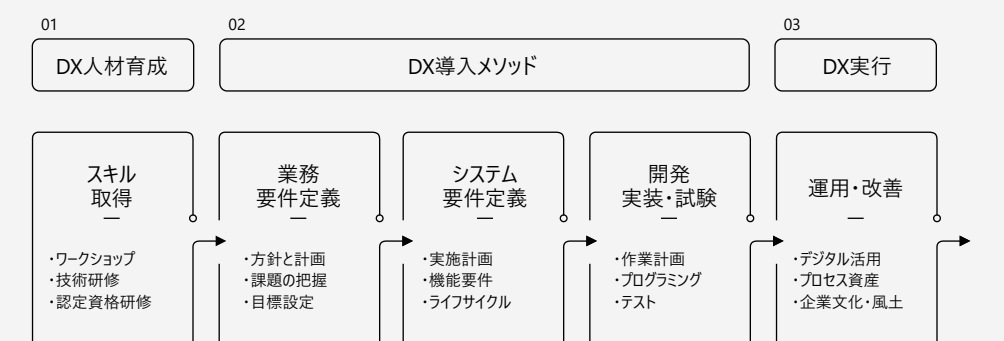 01
DX人材育成
02
DX導入メソッド
03
DX実行
スキル
取得
・ワークショップ
・技術研修
・認定資格研修
業務
要件定義
・方針と計画
・課題の把握
・目標設定
システム
要件定義
・実施計画
・機能要件
・ライフサイクル
開発
実装・試験
・作業計画
・プログラミング
・テスト
運用・改善
・デジタル活用
・プロセス資産
・企業文化・風土